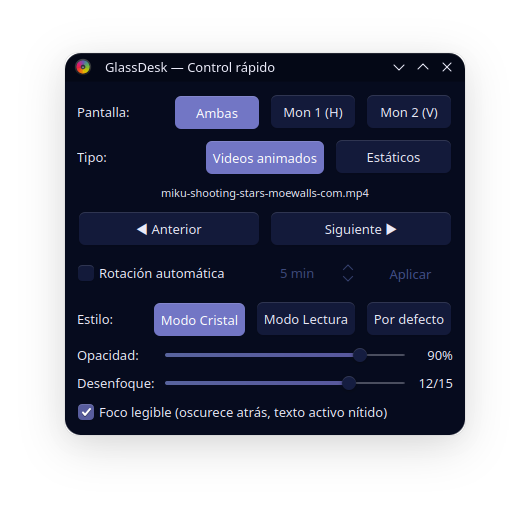 GlassDesk — Control rápido
Pantalla: Ambas Mon 1 (H) Mon 2 (V)
Tipo: Videos animados Estáticos
miku-shooting-stars-moewalls-com.mp4
◀ Anterior Siguiente ▶
Rotación automática 5 min Aplicar
Estilo: Modo Cristal Modo Lectura Por defecto
Opacidad: 90%
Desenfoque: 12/15
Foco legible (oscurece atrás, texto activo nítido)